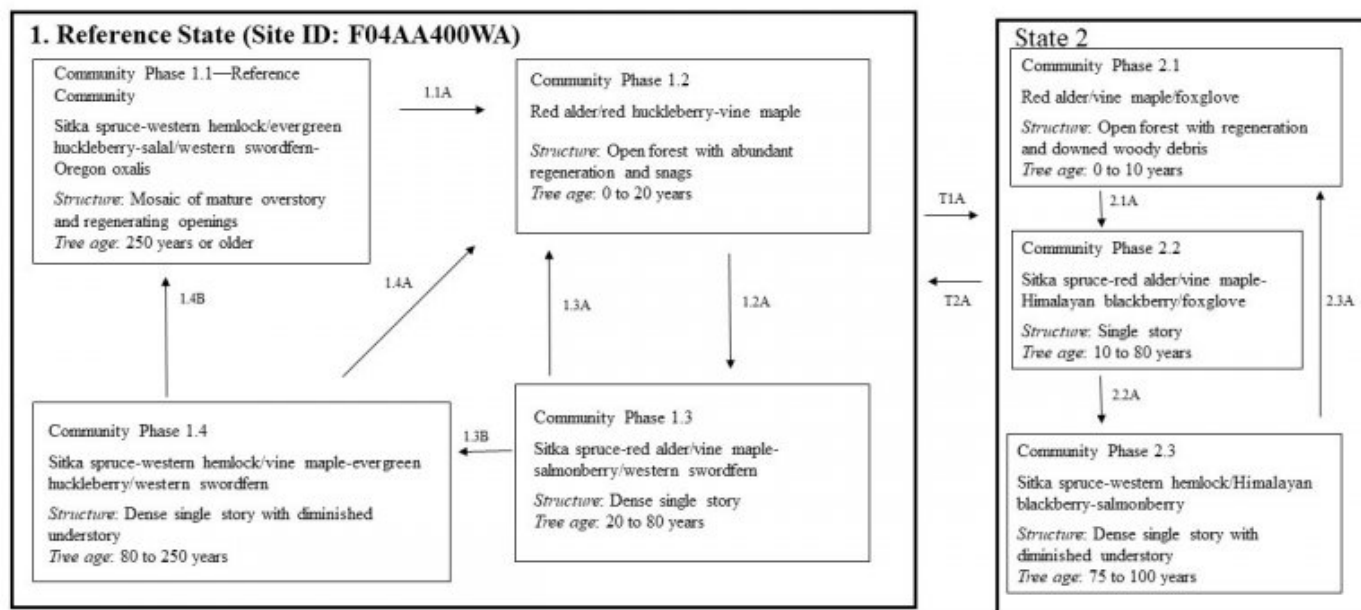 1. Reference State (Site ID: F04AA400WA)
Community Phase 1.1—Reference
Community
Sitka spruce-western hemlock/evergreen
huckleberry-salal/western swordfern-
Oregon oxalis
Structure: Mosaic of mature overstory
and regenerating openings
Tree age: 250 years or older
1.1A
Community Phase 1.2
Red alder/red huckleberry-vine maple
Structure: Open forest with abundant
regeneration and snags
Tree age: 0 to 20 years
1.4B
1.4A
1.3A
1.2A
Community Phase 1.4
Sitka spruce-western hemlock/vine maple-evergreen
huckleberry/western swordfern
Structure: Dense single story with diminished
understory
Tree age: 80 to 250 years
1.3B
Community Phase 1.3
Sitka spruce-red alder/vine maple-
salmonberry/western swordfern
Structure: Dense single story
Tree age: 20 to 80 years
T1A
T2A
State 2
Community Phase 2.1
Red alder/vine maple/foxglove
Structure: Open forest with regeneration
and downed woody debris
Tree age: 0 to 10 years
2.1A
Community Phase 2.2
Sitka spruce-red alder/vine maple-
Himalayan blackberry/foxglove
Structure: Single story
Tree age: 10 to 80 years
2.3A
2.2A
Community Phase 2.3
Sitka spruce-western hemlock/Himalayan
blackberry-salmonberry
Structure: Dense single story with
diminished understory
Tree age: 75 to 100 years